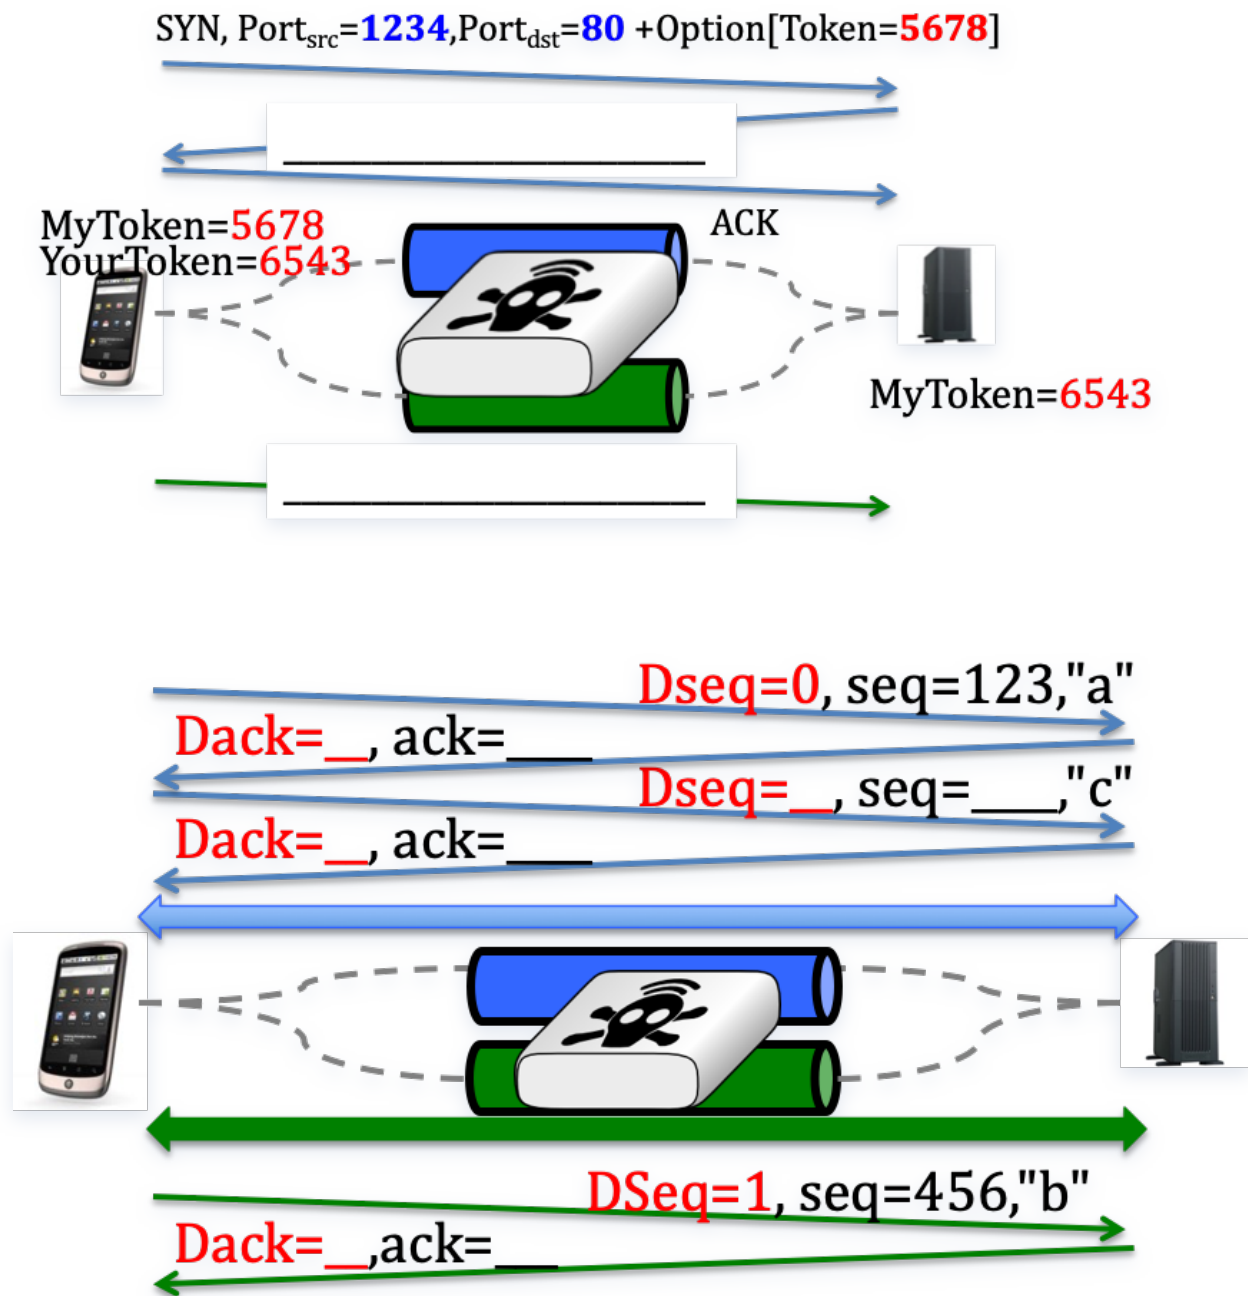 SYN, Portsrc=1234,Portdst=80 +Option[Token=5678]
____________________
MyToken=5678
YourToken=6543
ACK
MyToken=6543
____________________
Dseq=0, seq=123,"a"
Dack=__, ack=____
Dseq=__, seq=____,"c"
Dack=__, ack=____
DSeq=1, seq=456,"b"
Dack=__,ack=___